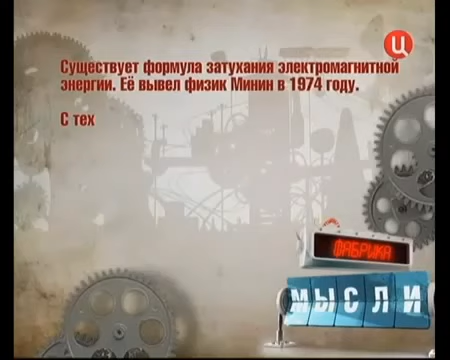 Ц
Существует формула затухания электромагнитной
энергии. Её вывел физик Минин в 1974 году.
С тех
ФАБРИКА
МЫСЛИ